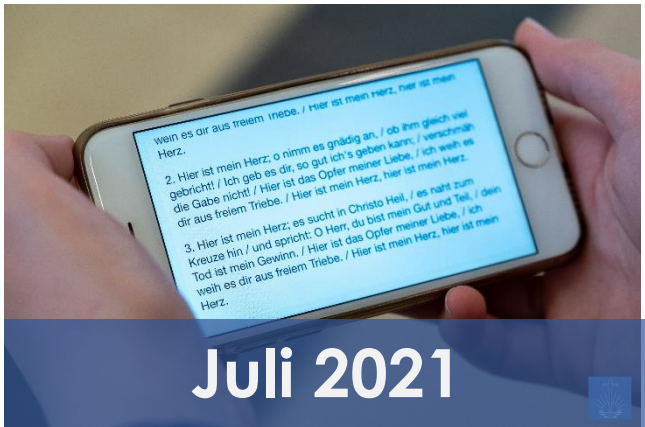 weih es dir aus freiem Triebe. / Hier ist mein Herz, hier ist mein
Herz.
2. Hier ist mein Herz; o nimm es gnädig an, / ob ihm gleich viel
gebricht! / Ich geb es dir, so gut ich's geben kann; / verschmäh
die Gabe nicht! / Hier ist das Opfer meiner Liebe, / ich weih es
dir aus freiem Triebe. / Hier ist mein Herz, hier ist mein Herz.
3. Hier ist mein Herz; es sucht in Christo Heil, / es naht zum
Kreuze hin / und spricht: O Herr, du bist mein Gut und Teil, / dein
Tod ist mein Gewinn. / Hier ist das Opfer meiner Liebe, / ich
weih es dir aus freiem Triebe. / Hier ist mein Herz, hier ist mein
Herz.
Juli 2021